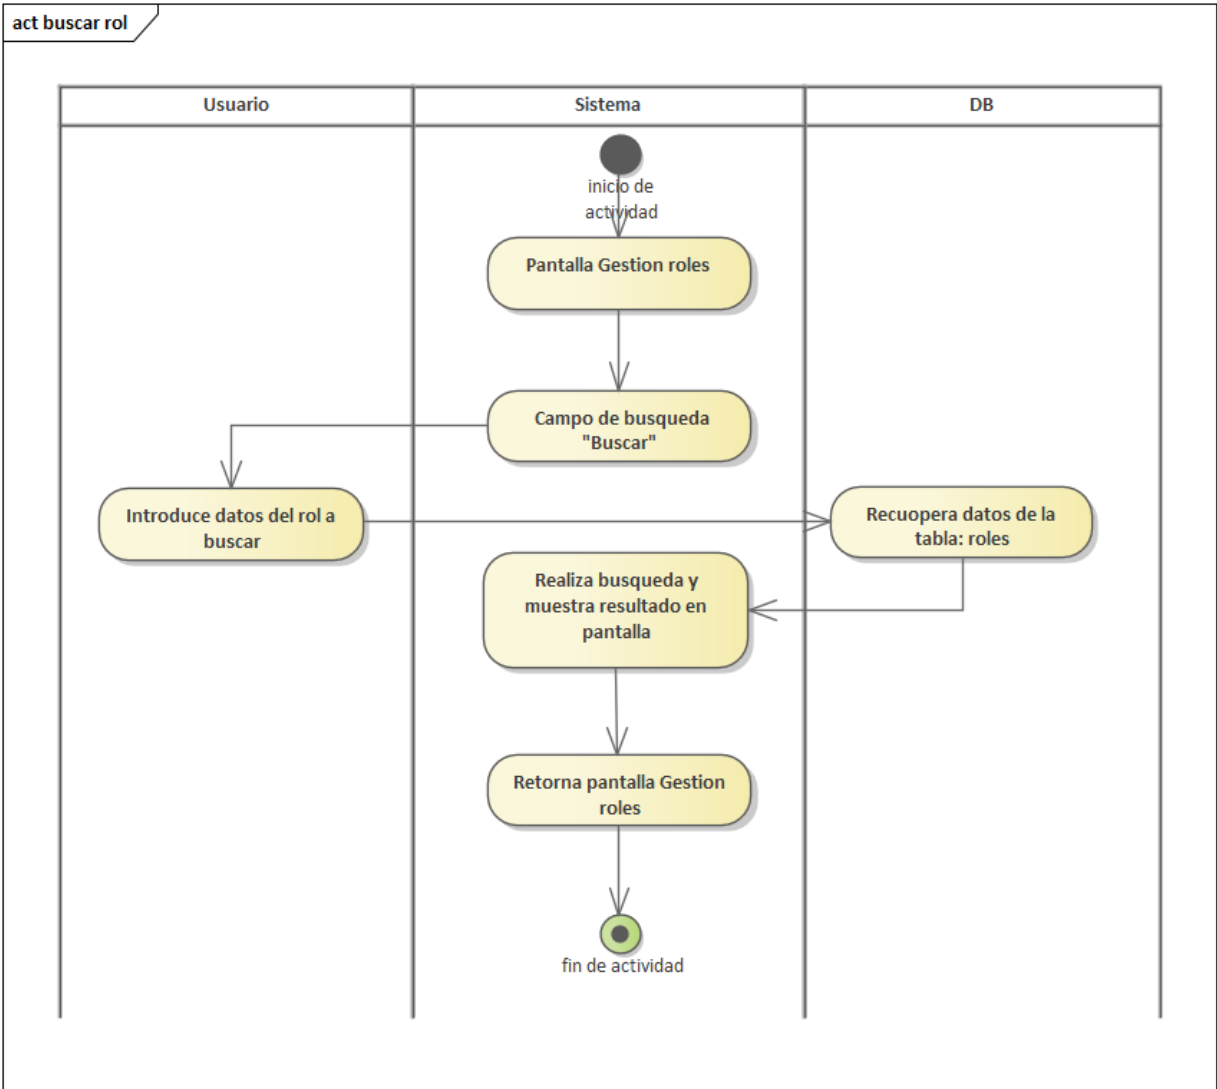 act buscar rol
Usuario
Sistema
DB
inicio de
actividad
Pantalla Gestion roles
Campo de busqueda
"Buscar"
Introduce datos del rol a
buscar
Recuopera datos de la
tabla: roles
Realiza busqueda y
muestra resultado en
pantalla
Retorna pantalla Gestion
roles
fin de actividad